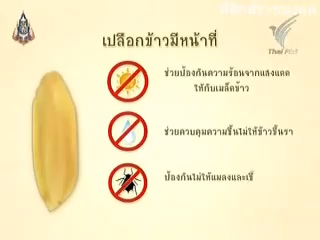 Thai PBS
เปลือกข้าวมีหน้าที่
ช่วยป้องกันความร้อนจากแสงแดด
ให้กับเมล็ดข้าว
ช่วยควบคุมความชื้นไม่ให้ข้าวขึ้นรา
ป้องกันไม่ให้แมลงและเชื้